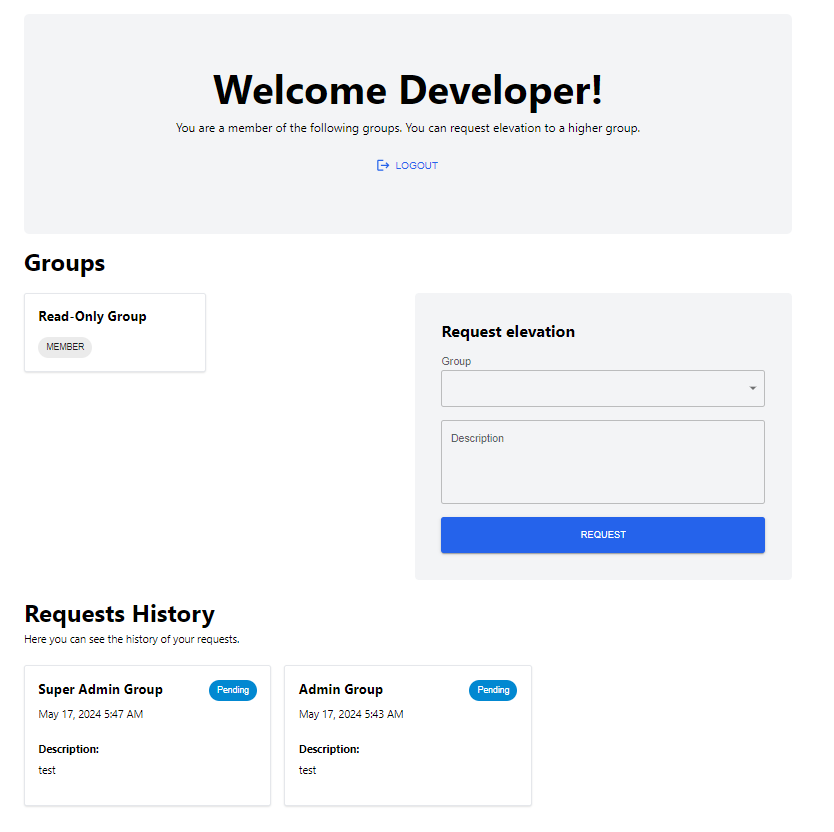 Welcome Developer!
You are a member of the following groups. You can request elevation to a higher group.
LOGOUT
Groups
Read-Only Group
MEMBER
Request elevation
Group
Description
REQUEST
Requests History
Here you can see the history of your requests.
Super Admin Group
Pending
May 17, 2024 5:47 AM
Description:
test
Admin Group
Pending
May 17, 2024 5:43 AM
Description:
test